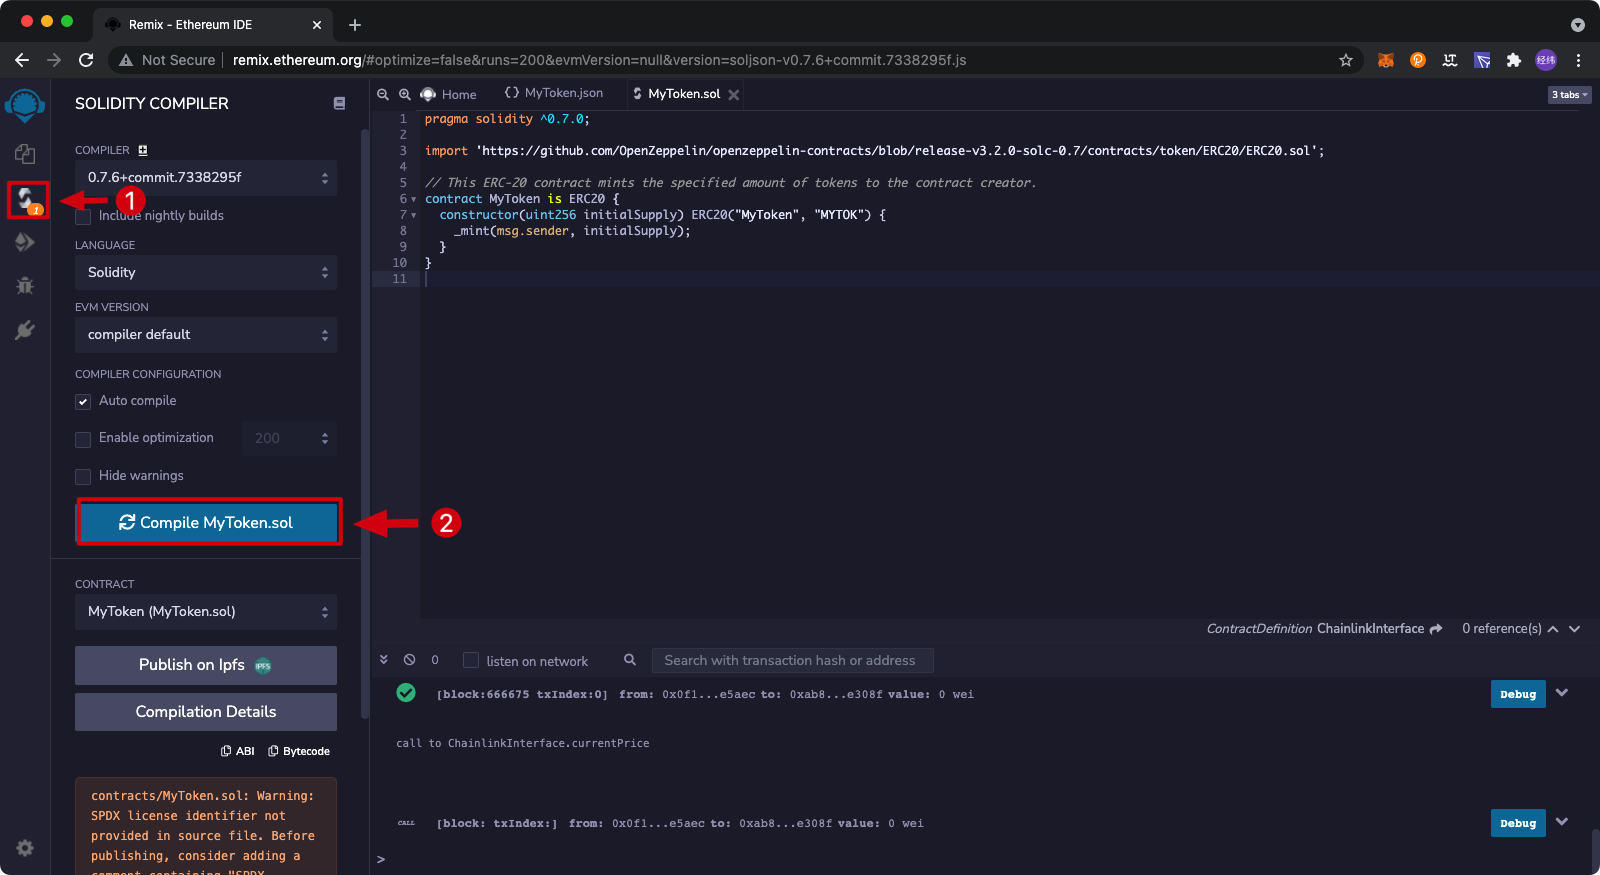 Remix - Ethereum IDE
Not Secure
remix.ethereum.org/#optimize=false&runs=200&evmVersion=null&version=soljson-v0.7.6+commit.7338295f.js
经纬
SOLIDITY COMPILER
COMPILER
0.7.6+commit.7338295f
1
1
Include nightly builds
LANGUAGE
Solidity
EVM VERSION
compiler default
COMPILER CONFIGURATION
Auto compile
Enable optimization
200
Hide warnings
Compile MyToken.sol
2
CONTRACT
MyToken (MyToken.sol)
Publish on Ipfs
IPFS
Compilation Details
ABI
Bytecode
contracts/MyToken.sol: Warning:
SPDX license identifier not
provided in source file. Before
publishing, consider adding a
comment containing "SPDX
Home
MyToken.json
MyToken.sol
3 tabs
1 pragma solidity ^0.7.0;
2
3 import 'https://github.com/OpenZeppelin/openzeppelin-contracts/blob/release-v3.2.0-solc-0.7/contracts/token/ERC20/ERC20.sol';
4
5 // This ERC-20 contract mints the specified amount of tokens to the contract creator.
6 contract MyToken is ERC20 {
7 constructor(uint256 initialSupply) ERC20("MyToken", "MYTOK") {
8 _mint(msg.sender, initialSupply);
9 }
10 }
11
ContractDefinition ChainlinkInterface 0 reference(s)
0
listen on network
Search with transaction hash or address
[block:666675 txIndex:0] from: 0x0f1...e5aec to: 0xab8...e308f value: 0 wei
Debug
call to ChainlinkInterface.currentPrice
CALL
[block: txIndex:] from: 0x0f1...e5aec to: 0xab8...e308f value: 0 wei
Debug
>